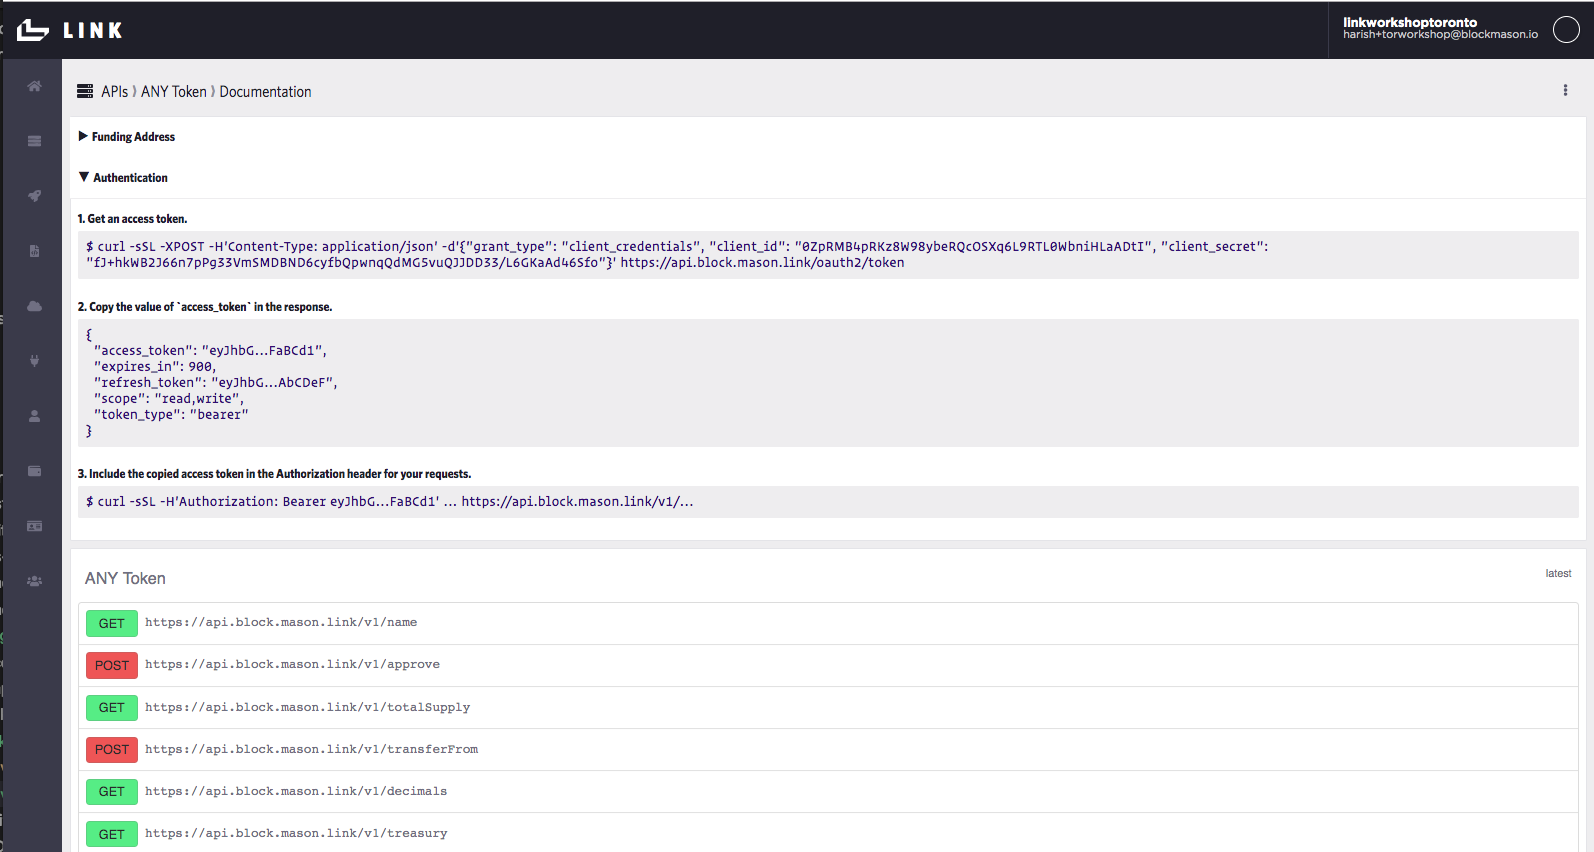 LINK
linkworkshoptoronto
harish+torworkshop@blockmason.io
APIs ⟩ ANY Token ⟩ Documentation
▶ Funding Address
▼ Authentication
1. Get an access token.
$ curl -sSL -XPOST -H'Content-Type: application/json' -d'{"grant_type": "client_credentials", "client_id": "0ZpRMB4pRKz8W98ybeRQcOSXq6L9RTL0WbniHLaADtI", "client_secret":
"fJ+hkWB2J66n7pPg33VmSMDBND6cyfbQpwnqQdMG5vuQJJDD33/L6GKaAd46Sfo"}' https://api.block.mason.link/oauth2/token
2. Copy the value of `access_token` in the response.
{
"access_token": "eyJhbG...FaBCd1",
"expires_in": 900,
"refresh_token": "eyJhbG...AbCDeF",
"scope": "read,write",
"token_type": "bearer"
}
3. Include the copied access token in the Authorization header for your requests.
$ curl -sSL -H'Authorization: Bearer eyJhbG...FaBCd1' ... https://api.block.mason.link/v1/...
ANY Token
latest
GET https://api.block.mason.link/v1/name
POST https://api.block.mason.link/v1/approve
GET https://api.block.mason.link/v1/totalSupply
POST https://api.block.mason.link/v1/transferFrom
GET https://api.block.mason.link/v1/decimals
GET https://api.block.mason.link/v1/treasury